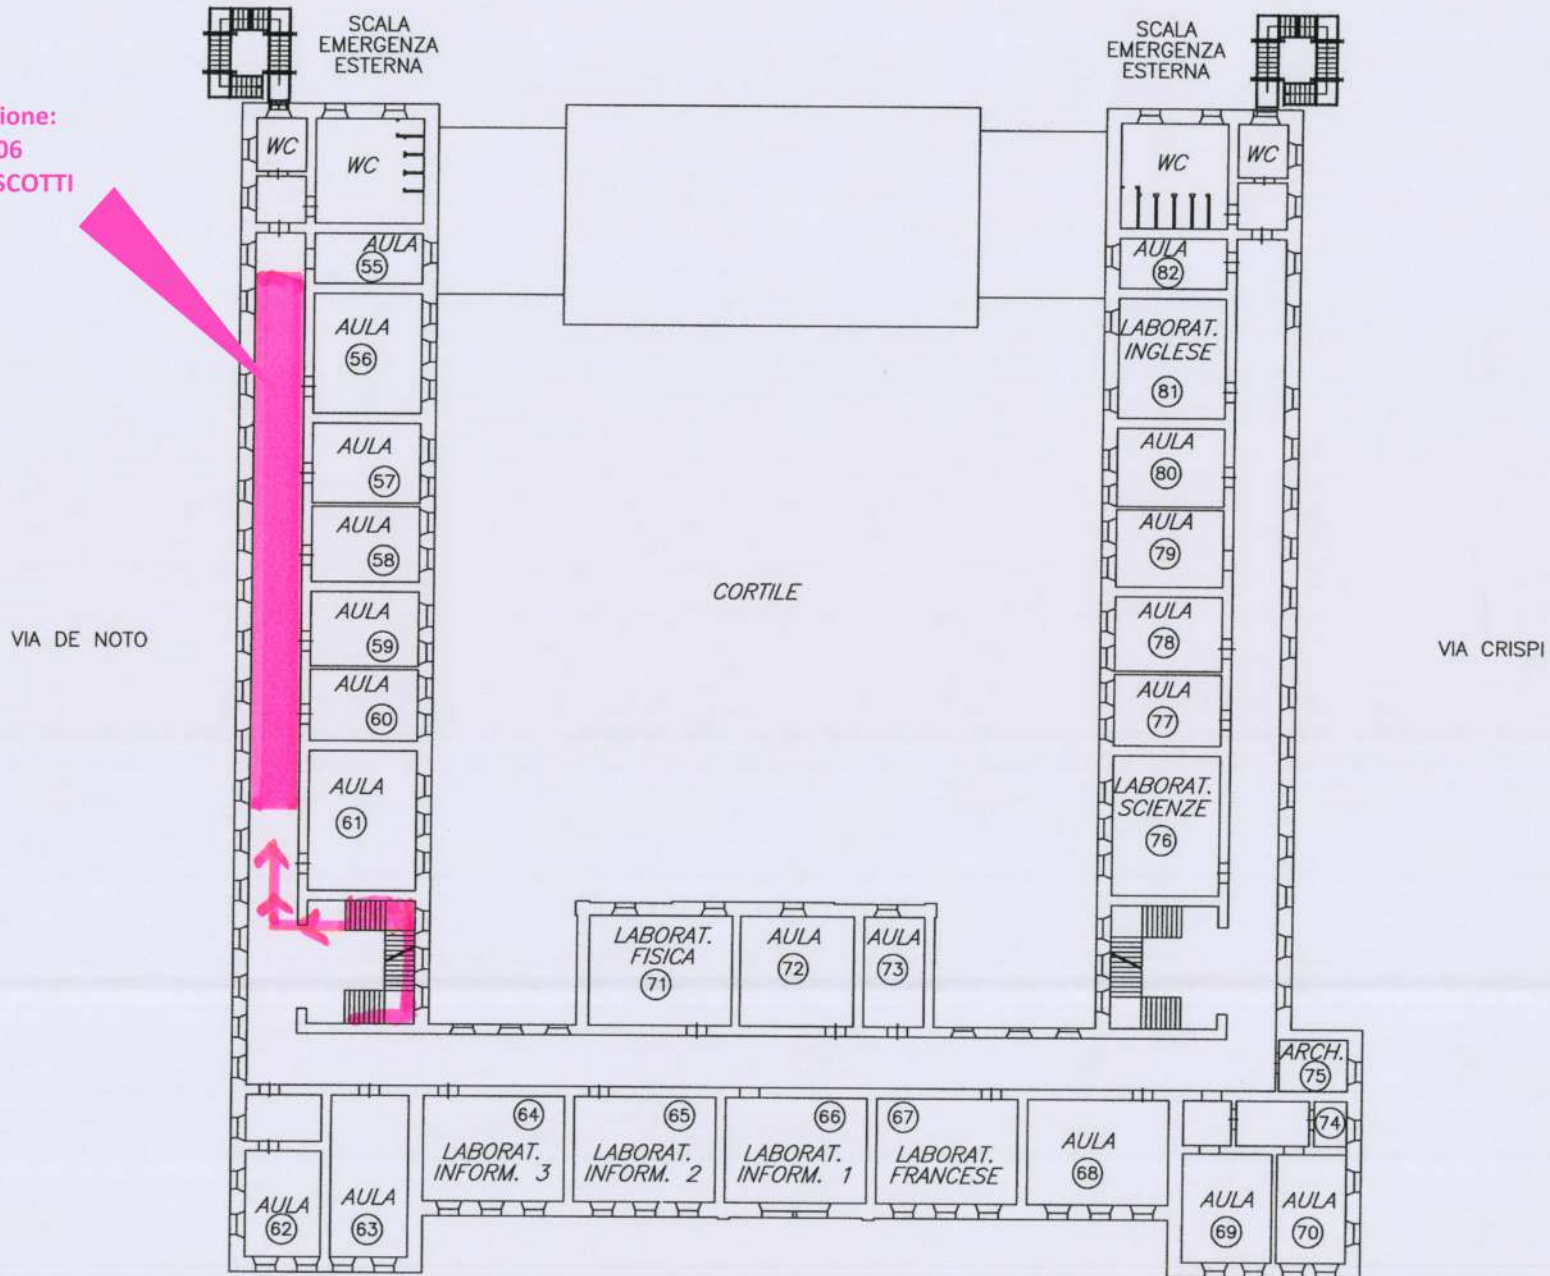 SCALA
EMERGENZA
ESTERNA
SCALA
EMERGENZA
ESTERNA
ione:
06
SCOTTI
WC
WC
WC
WC
AULA
55
AULA
82
AULA
56
LABORAT.
INGLESE
81
AULA
57
AULA
80
AULA
58
AULA
79
CORTILE
VIA DE NOTO
AULA
59
AULA
78
VIA CRISPI
AULA
60
AULA
77
AULA
61
LABORAT.
SCIENZE
76
LABORAT.
FISICA
71
AULA
72
AULA
73
ARCH.
75
64
LABORAT.
INFORM. 3
65
LABORAT.
INFORM. 2
66
LABORAT.
INFORM. 1
67
LABORAT.
FRANCESE
AULA
68
74
AULA
62
AULA
63
AULA
69
AULA
70